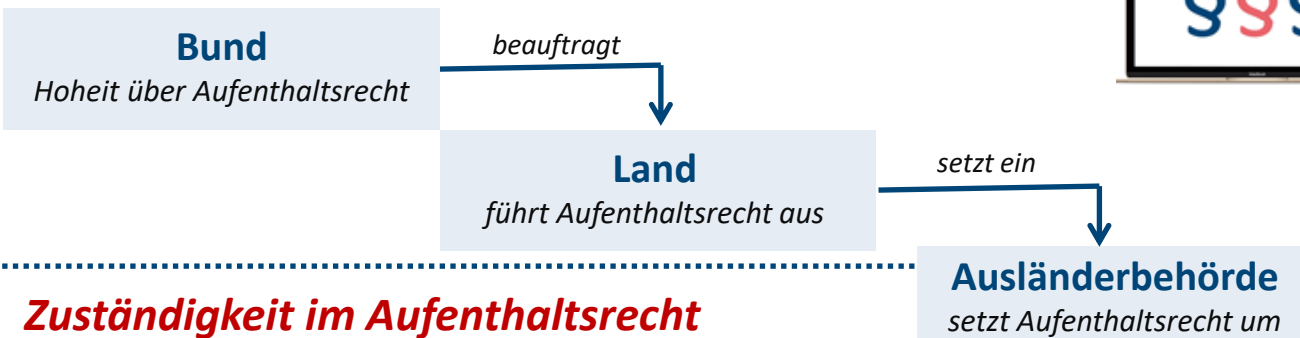 §§§
Bund
Hoheit über Aufenthaltsrecht
beauftragt
Land
führt Aufenthaltsrecht aus
setzt ein
Ausländerbehörde
setzt Aufenthaltsrecht um
Zuständigkeit im Aufenthaltsrecht